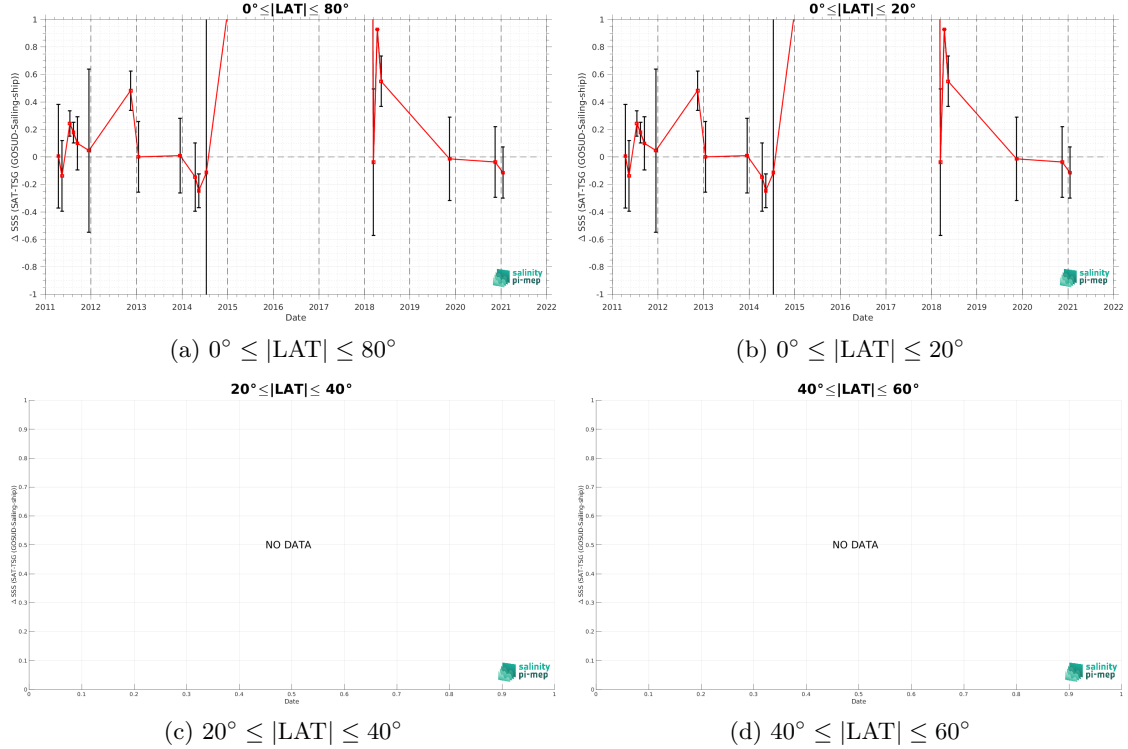 0°≤|LAT|≤ 80°
Δ SSS (SAT-TSG (GOSUD-Sailing-ship))
1
0.8
0.6
0.4
0.2
0
-0.2
-0.4
-0.6
-0.8
-1
2011 2012 2013 2014 2015 2016 2017 2018 2019 2020 2021 2022
Date
salinity
pi-mep
(a) 0° ≤ |LAT| ≤ 80°
0°≤|LAT|≤ 20°
Δ SSS (SAT-TSG (GOSUD-Sailing-ship))
1
0.8
0.6
0.4
0.2
0
-0.2
-0.4
-0.6
-0.8
-1
2011 2012 2013 2014 2015 2016 2017 2018 2019 2020 2021 2022
Date
salinity
pi-mep
(b) 0° ≤ |LAT| ≤ 20°
20°≤|LAT|≤ 40°
Δ SSS (SAT-TSG (GOSUD-Sailing-ship))
1
0.9
0.8
0.7
0.6
0.5
0.4
0.3
0.2
0.1
0
NO DATA
0 0.1 0.2 0.3 0.4 0.5 0.6 0.7 0.8 0.9 1
Date
salinity
pi-mep
(c) 20° ≤ |LAT| ≤ 40°
40°≤|LAT|≤ 60°
Δ SSS (SAT-TSG (GOSUD-Sailing-ship))
1
0.9
0.8
0.7
0.6
0.5
0.4
0.3
0.2
0.1
0
NO DATA
0 0.1 0.2 0.3 0.4 0.5 0.6 0.7 0.8 0.9 1
Date
salinity
pi-mep
(d) 40° ≤ |LAT| ≤ 60°